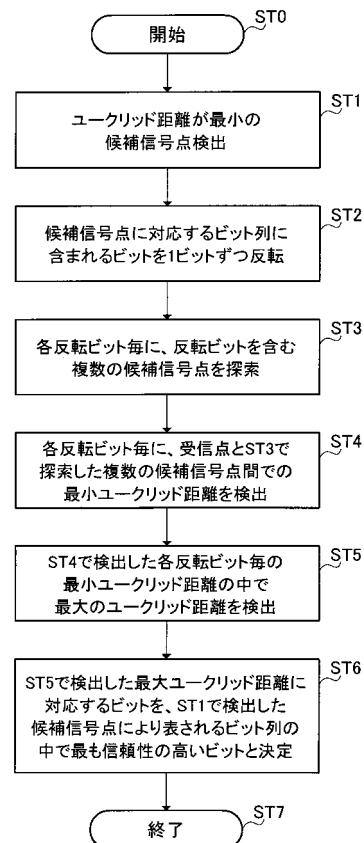 開始
ST0
ST1
ユークリッド距離が最小の
候補信号点検出
ST2
候補信号点に対応するビット列に
含まれるビットを1ビットずつ反転
ST3
各反転ビット毎に、反転ビットを含む
複数の候補信号点を探索
ST4
各反転ビット毎に、受信点とST3で
探索した複数の候補信号点間での
最小ユークリッド距離を検出
ST5
ST4で検出した各反転ビット毎の
最小ユークリッド距離の中で
最大のユークリッド距離を検出
ST6
ST5で検出した最大ユークリッド距離に
対応するビットを、ST1で検出した
候補信号点により表されるビット列の
中で最も信頼性の高いビットと決定
ST7
終了